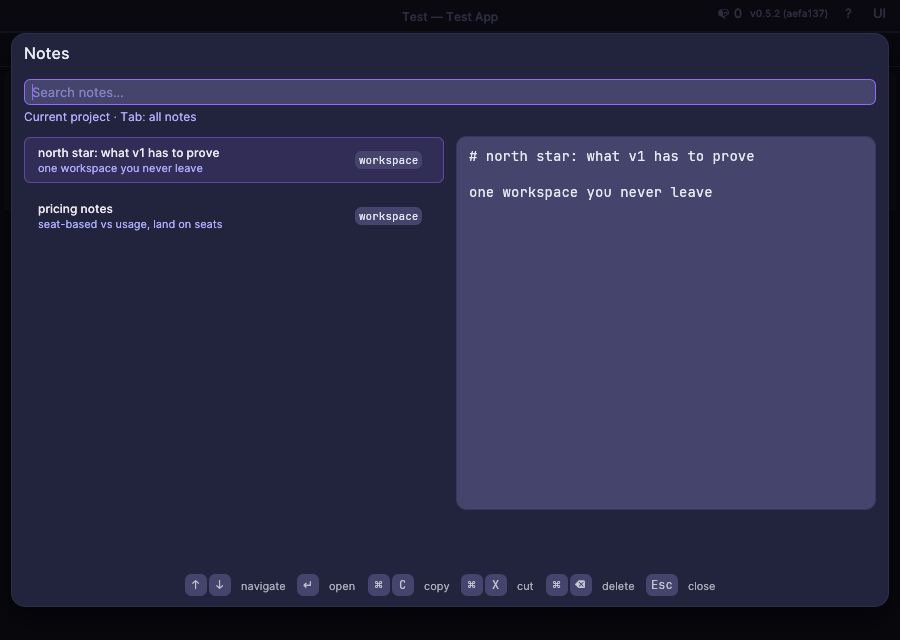 Test — Test App
0 v0.5.2 (aefa137) ? UI
Notes
Search notes...
Current project · Tab: all notes
north star: what v1 has to prove
one workspace you never leave
workspace
pricing notes
seat-based vs usage, land on seats
workspace
# north star: what v1 has to prove
one workspace you never leave
↑ ↓ navigate ↵ open ⌘ C copy ⌘ X cut ⌘ ⌫ delete Esc close